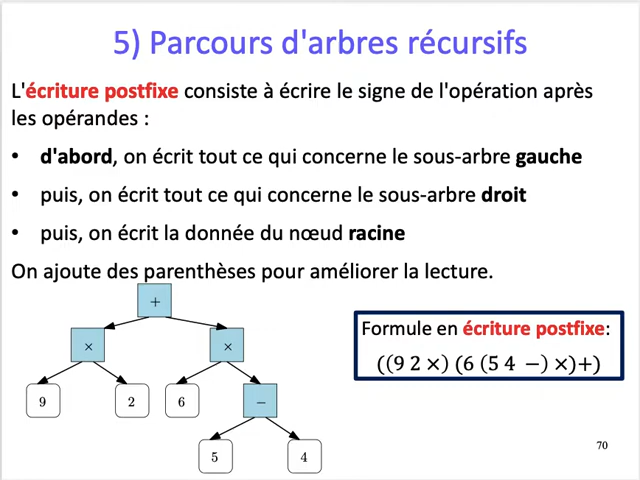 5) Parcours d'arbres récursifs
L'écriture postfixe consiste à écrire le signe de l'opération après
les opérandes :
• d'abord, on écrit tout ce qui concerne le sous-arbre gauche
• puis, on écrit tout ce qui concerne le sous-arbre droit
• puis, on écrit la donnée du nœud racine
On ajoute des parenthèses pour améliorer la lecture.
+
× ×
9 2 6 −
5 4
Formule en écriture postfixe:
((9 2 ×) (6 (5 4 −) ×)+)
70